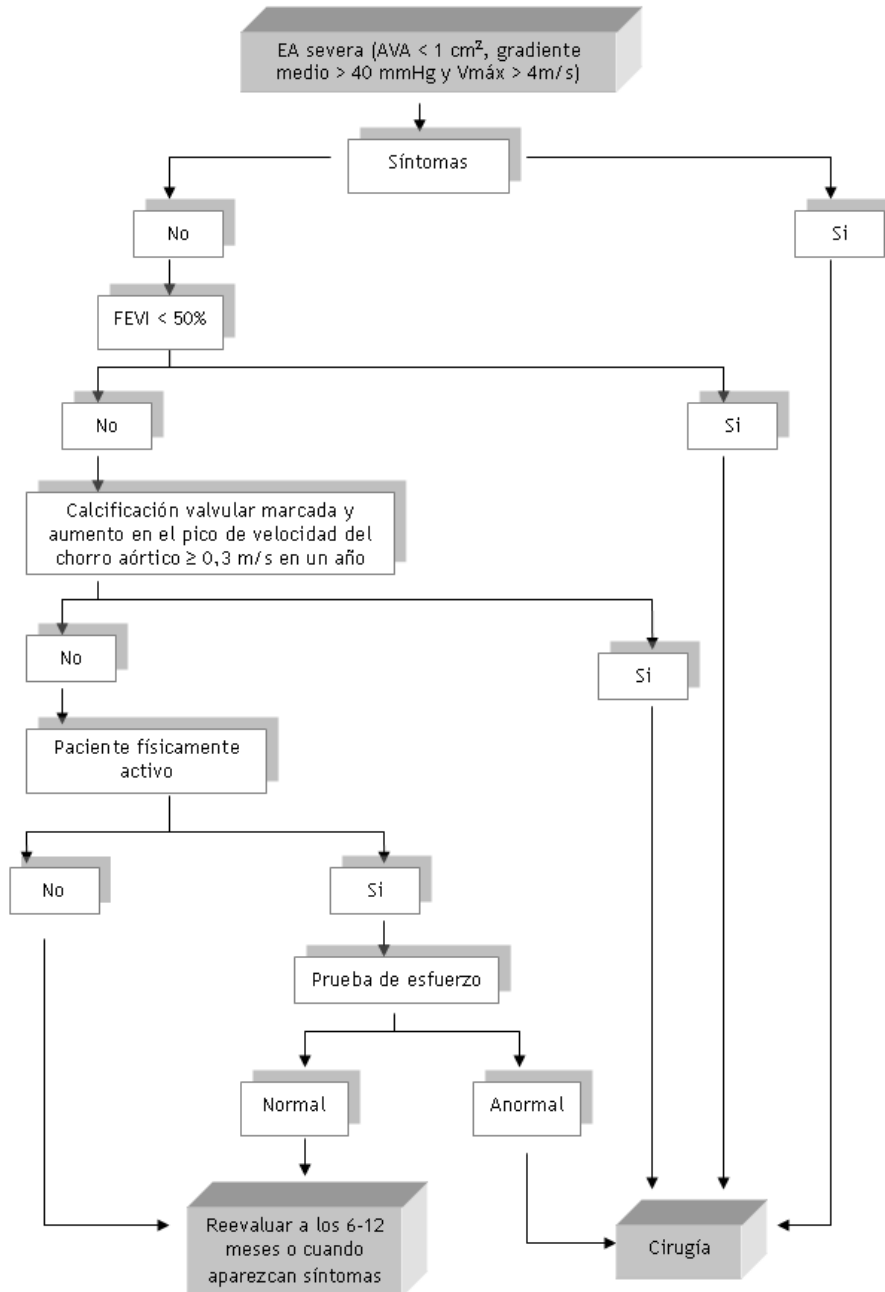 EA severa (AVA < 1 cm², gradiente
medio > 40 mmHg y Vmáx > 4m/s)
Síntomas
No
Si
FEVI < 50%
No
Si
Calcificación valvular marcada y
aumento en el pico de velocidad del
chorro aórtico ≥ 0,3 m/s en un año
No
Si
Paciente físicamente
activo
No
Si
Prueba de esfuerzo
Normal
Anormal
Reevaluar a los 6-12
meses o cuando
aparezcan síntomas
Cirugía